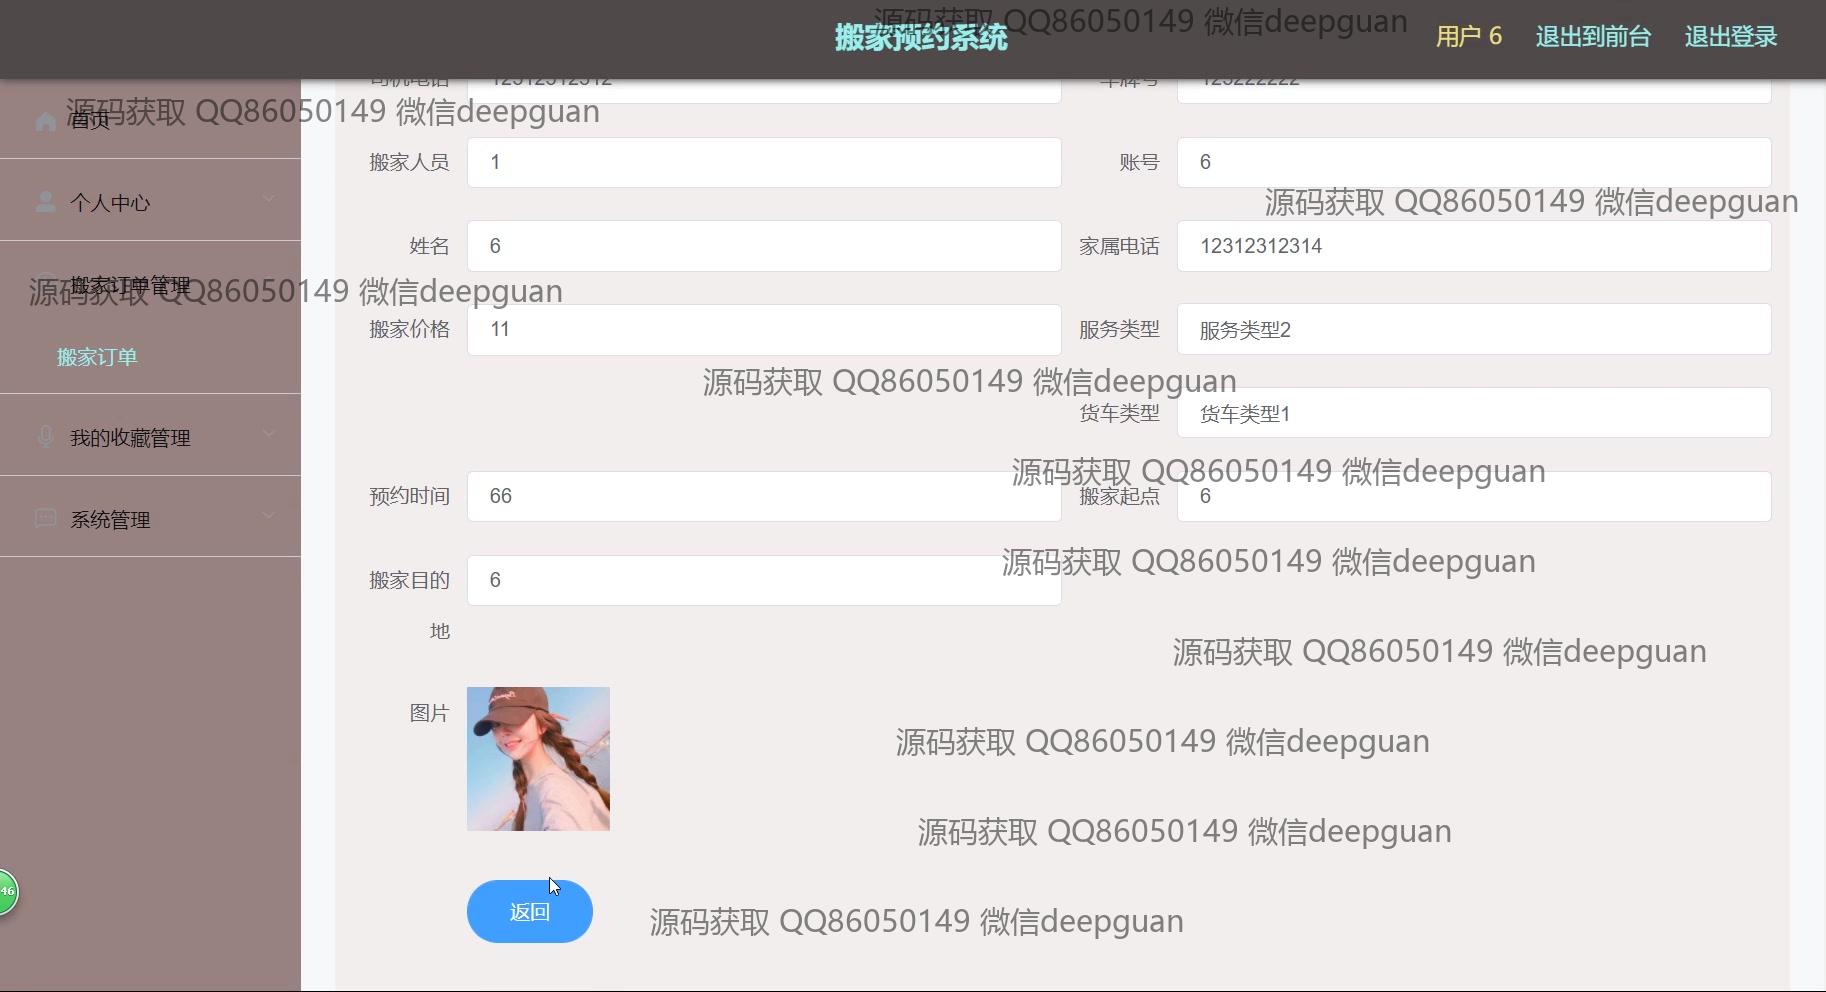 搬家预约系统
源码获取 QQ86050149 微信deepguan
用户 6
退出到前台
退出登录
司机电话 12312312312
车牌号 123222222
源码获取 QQ86050149 微信deepguan
首页
搬家人员 1
账号 6
个人中心
源码获取 QQ86050149 微信deepguan
姓名 6
家属电话 12312312314
搬家订单管理
源码获取 QQ86050149 微信deepguan
搬家价格 11
服务类型 服务类型2
搬家订单
源码获取 QQ86050149 微信deepguan
货车类型 货车类型1
我的收藏管理
源码获取 QQ86050149 微信deepguan
预约时间 66
搬家起点 6
系统管理
源码获取 QQ86050149 微信deepguan
搬家目的
地
6
源码获取 QQ86050149 微信deepguan
图片
源码获取 QQ86050149 微信deepguan
源码获取 QQ86050149 微信deepguan
46
返回
源码获取 QQ86050149 微信deepguan